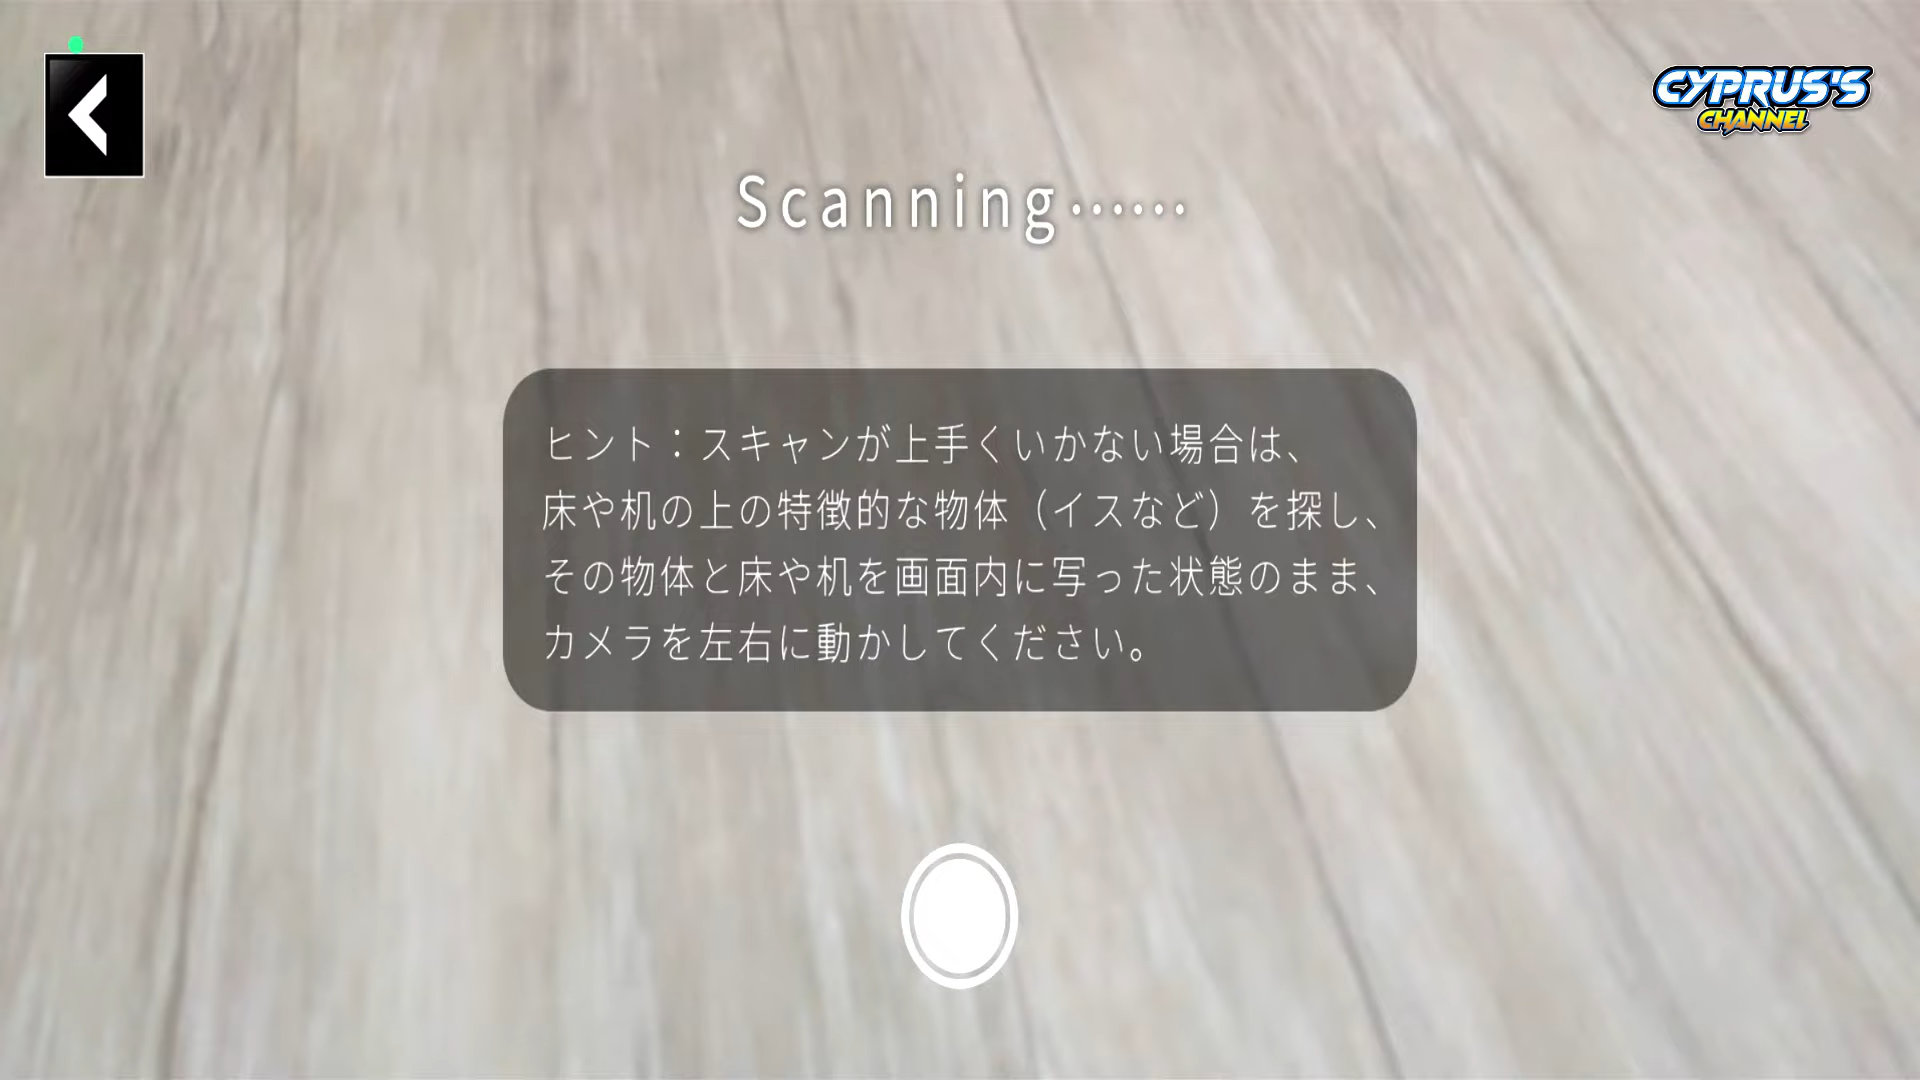 CYPRUS'S
CHANNEL
Scanning……
ヒント：スキャンが上手くいかない場合は、
床や机の上の特徴的な物体（イスなど）を探し、
その物体と床や机を画面内に写った状態のまま、
カメラを左右に動かしてください。